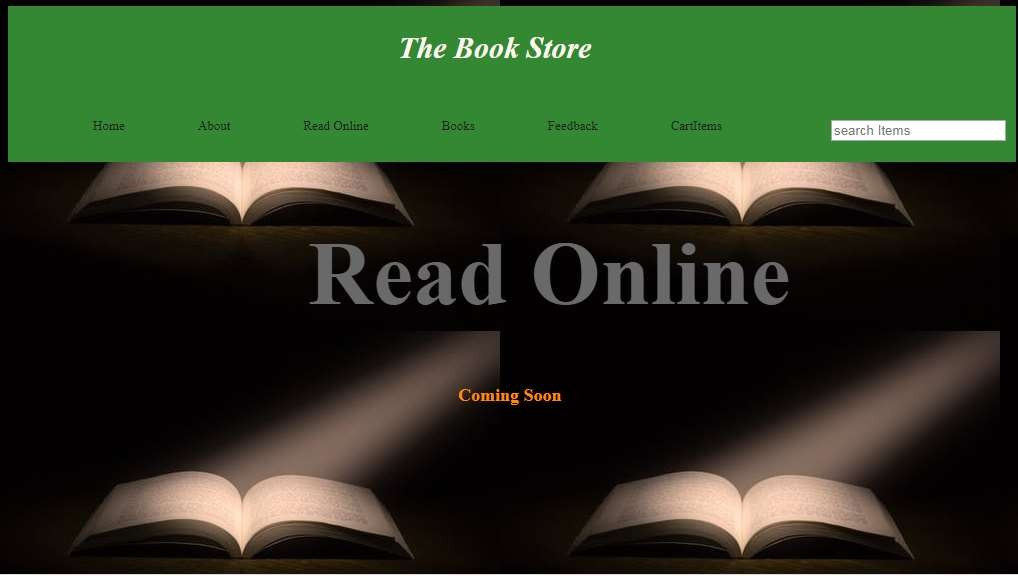 The Book Store
Home About Read Online Books Feedback CartItems search Items
Read Online
Coming Soon